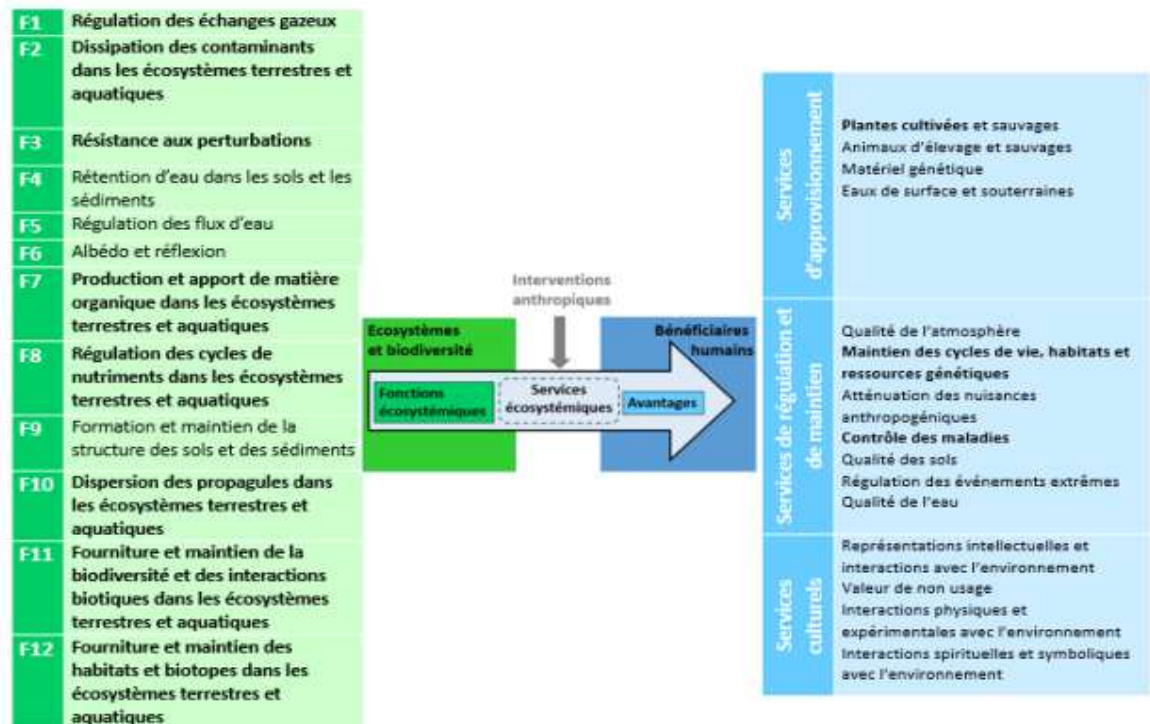 F1 Régulation des échanges gazeux
F2 Dissipation des contaminants
dans les écosystèmes terrestres et
aquatiques
F3 Résistance aux perturbations
F4 Rétention d'eau dans les sols et les
sédiments
F5 Régulation des flux d'eau
F6 Albédo et réflexion
F7 Production et apport de matière
organique dans les écosystèmes
terrestres et aquatiques
F8 Régulation des cycles de
nutriments dans les écosystèmes
terrestres et aquatiques
F9 Formation et maintien de la
structure des sols et des sédiments
F10 Dispersion des propagules dans
les écosystèmes terrestres et
aquatiques
F11 Fourniture et maintien de la
biodiversité et des interactions
biotiques dans les écosystèmes
terrestres et aquatiques
F12 Fourniture et maintien des
habitats et biotopes dans les
écosystèmes terrestres et
aquatiques
Interventions
anthropiques
Ecosystèmes
et biodiversité
Bénéficiaires
humains
Fonctions
écosystémiques
Services
écosystémiques
Avantages
Services
d'approvisionnement
Plantes cultivées et sauvages
Animaux d'élevage et sauvages
Matériel génétique
Eaux de surface et souterraines
Services de régulation et
de maintien
Qualité de l'atmosphère
Maintien des cycles de vie, habitats et
ressources génétiques
Atténuation des nuisances
anthropogéniques
Contrôle des maladies
Qualité des sols
Régulation des événements extrêmes
Qualité de l'eau
Services
culturels
Représentations intellectuelles et
interactions avec l'environnement
Valeur de non usage
Interactions physiques et
expérimentales avec l'environnement
Interactions spirituelles et symboliques
avec l'environnement